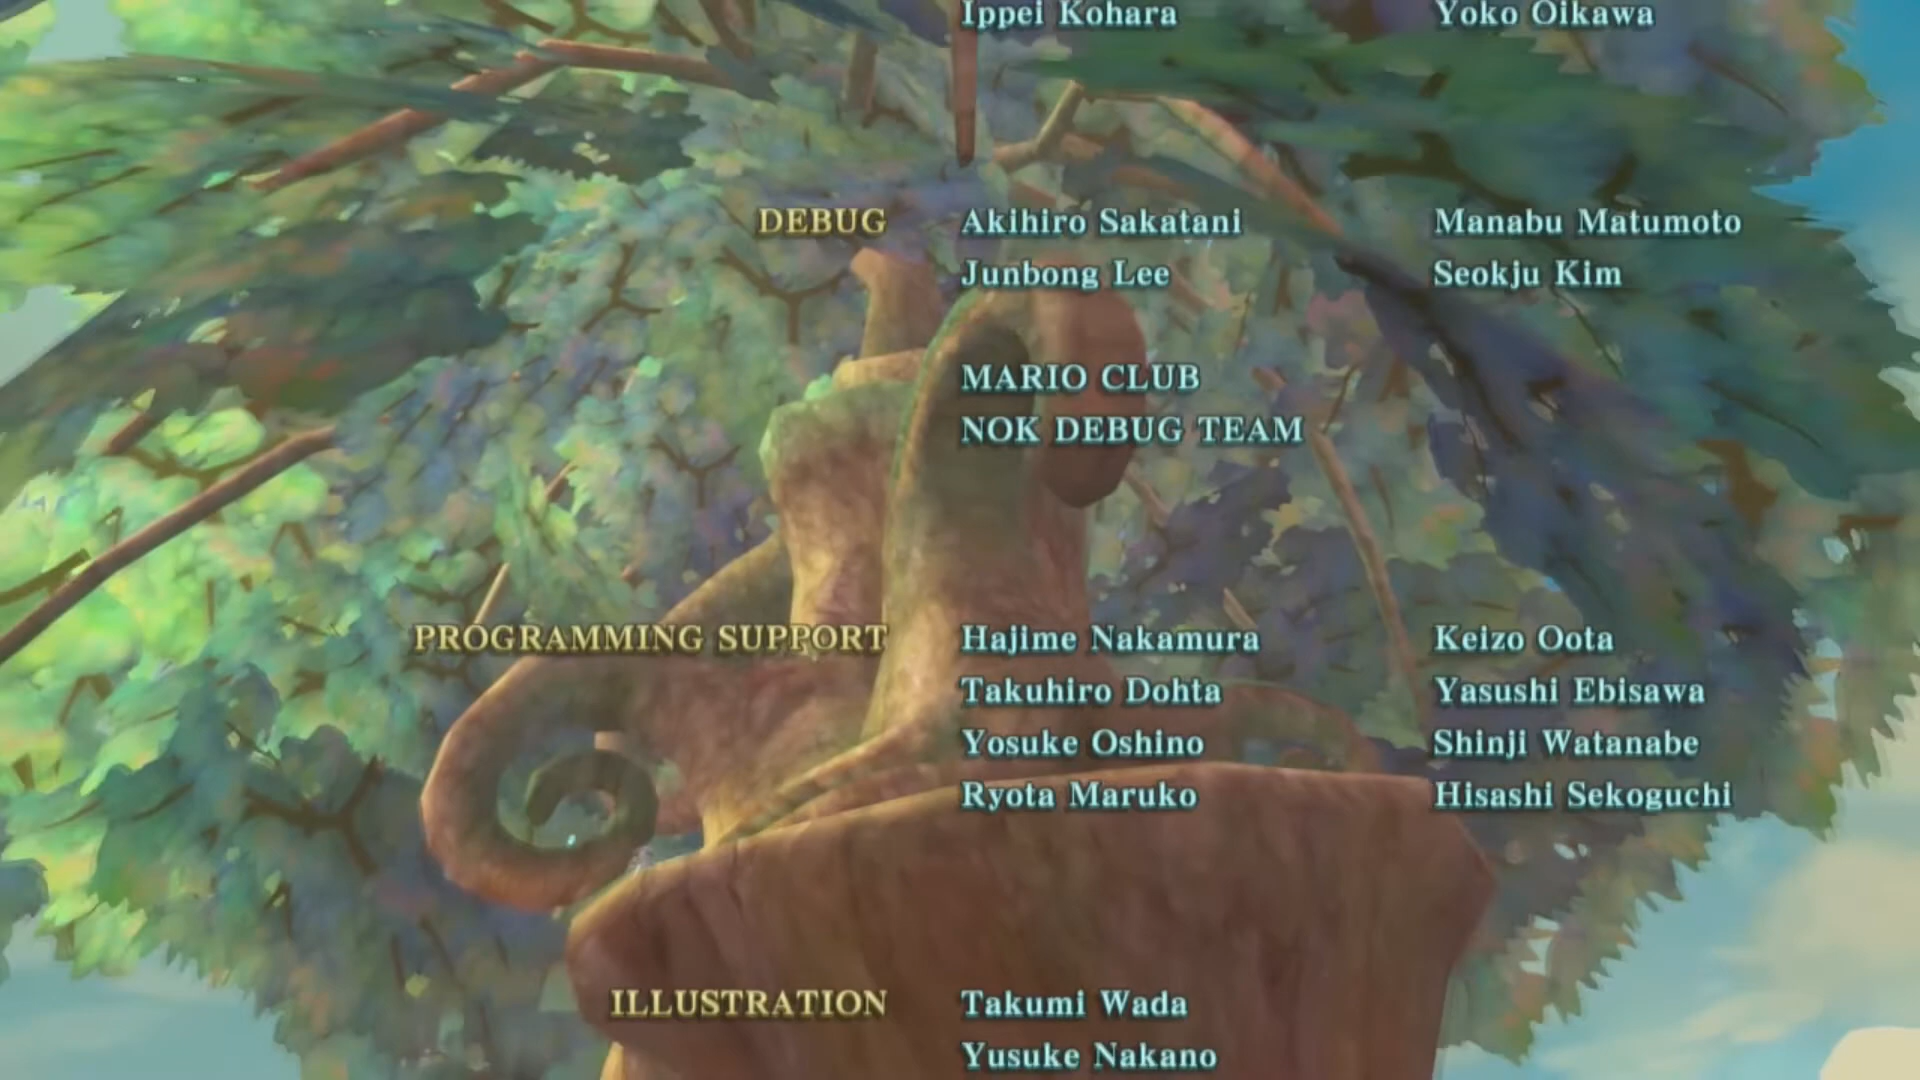 Ippei Kohara Yoko Oikawa
DEBUG Akihiro Sakatani Manabu Matumoto
Junbong Lee Seokju Kim
MARIO CLUB
NOK DEBUG TEAM
PROGRAMMING SUPPORT Hajime Nakamura Keizo Oota
Takuhiro Dohta Yasushi Ebisawa
Yosuke Oshino Shinji Watanabe
Ryota Maruko Hisashi Sekoguchi
ILLUSTRATION Takumi Wada
Yusuke Nakano